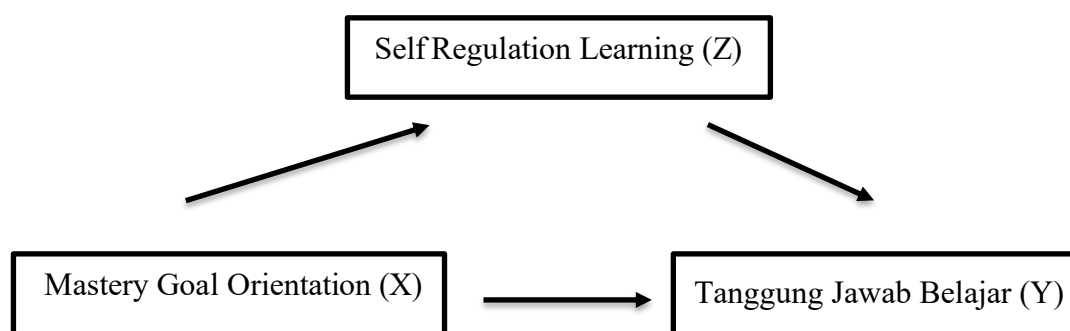 Self Regulation Learning (Z)
Mastery Goal Orientation (X)
Tanggung Jawab Belajar (Y)